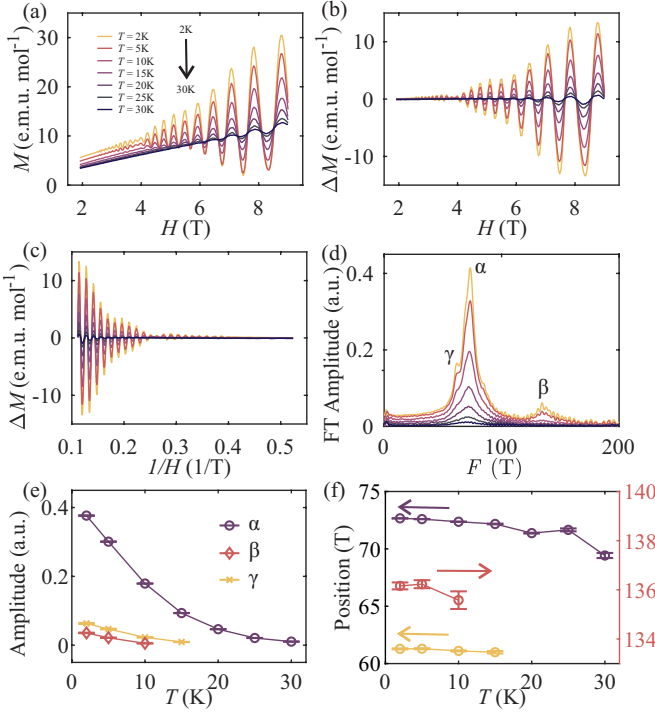 (a)
M (e.m.u. mol⁻¹)
30
20
10
0
T = 2K
T = 5K
T = 10K
T = 15K
T = 20K
T = 25K
T = 30K
2K
30K
2 4 6 8
H (T)
(b)
ΔM (e.m.u. mol⁻¹)
10
0
-10
2 4 6 8
H (T)
(c)
ΔM (e.m.u. mol⁻¹)
10
0
-10
0.1 0.2 0.3 0.4 0.5
1/H (1/T)
(d)
FT Amplitude (a.u.)
0.4
0.2
0
α
γ
β
0 100 200
F (T)
(e)
Amplitude (a.u.)
0.4
0.2
0
α
β
γ
0 10 20 30
T (K)
(f)
Position (T)
75
70
65
60
140
138
136
134
0 10 20 30
T (K)